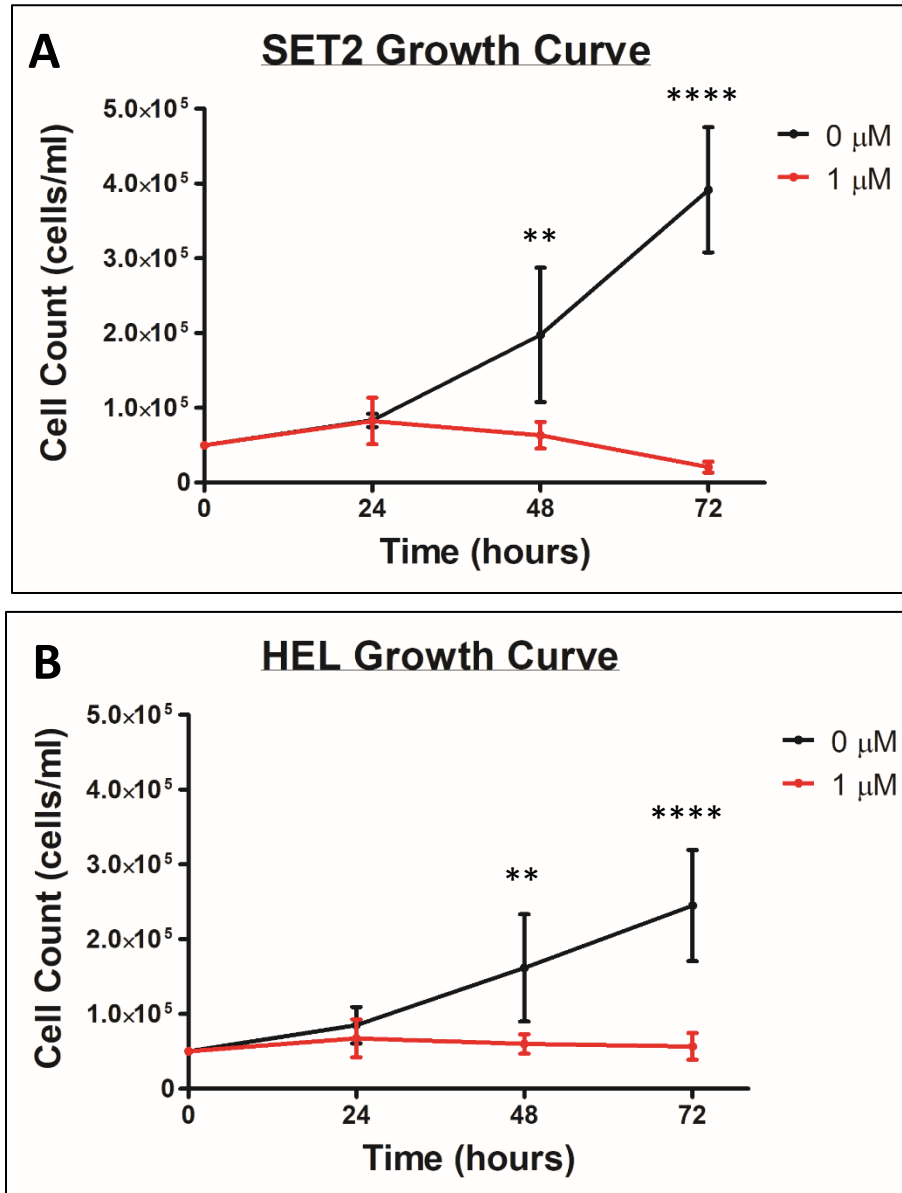 A
SET2 Growth Curve
****
**
5.0×10⁵
4.0×10⁵
3.0×10⁵
2.0×10⁵
1.0×10⁵
0
Cell Count (cells/ml)
0 μM
1 μM
0 24 48 72
Time (hours)
B
HEL Growth Curve
****
**
5.0×10⁵
4.0×10⁵
3.0×10⁵
2.0×10⁵
1.0×10⁵
0
Cell Count (cells/ml)
0 μM
1 μM
0 24 48 72
Time (hours)